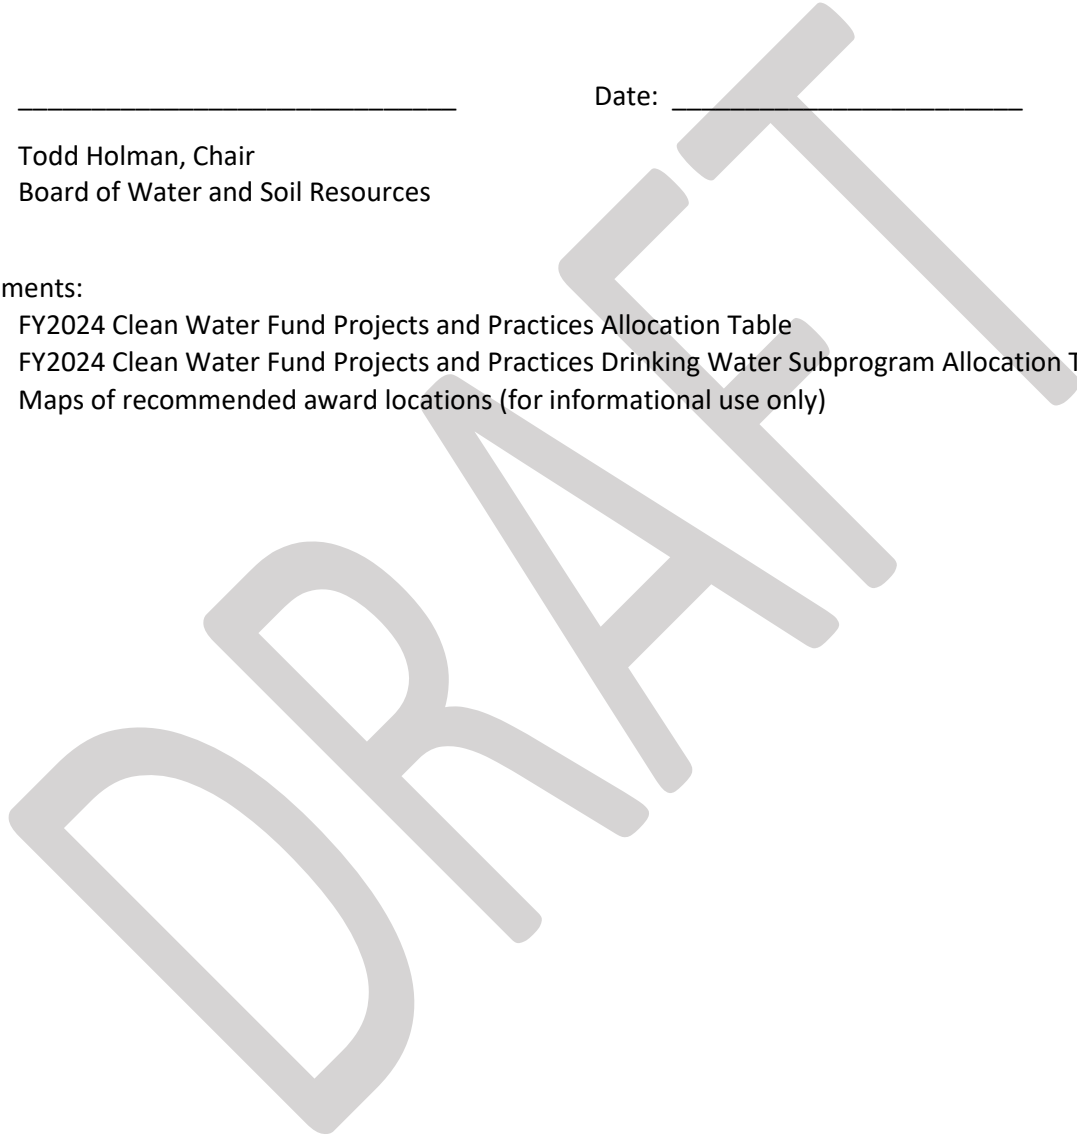 ______________________________ Date: ________________________
Todd Holman, Chair
Board of Water and Soil Resources
ments:
FY2024 Clean Water Fund Projects and Practices Allocation Table
FY2024 Clean Water Fund Projects and Practices Drinking Water Subprogram Allocation T
Maps of recommended award locations (for informational use only)
DRAFT